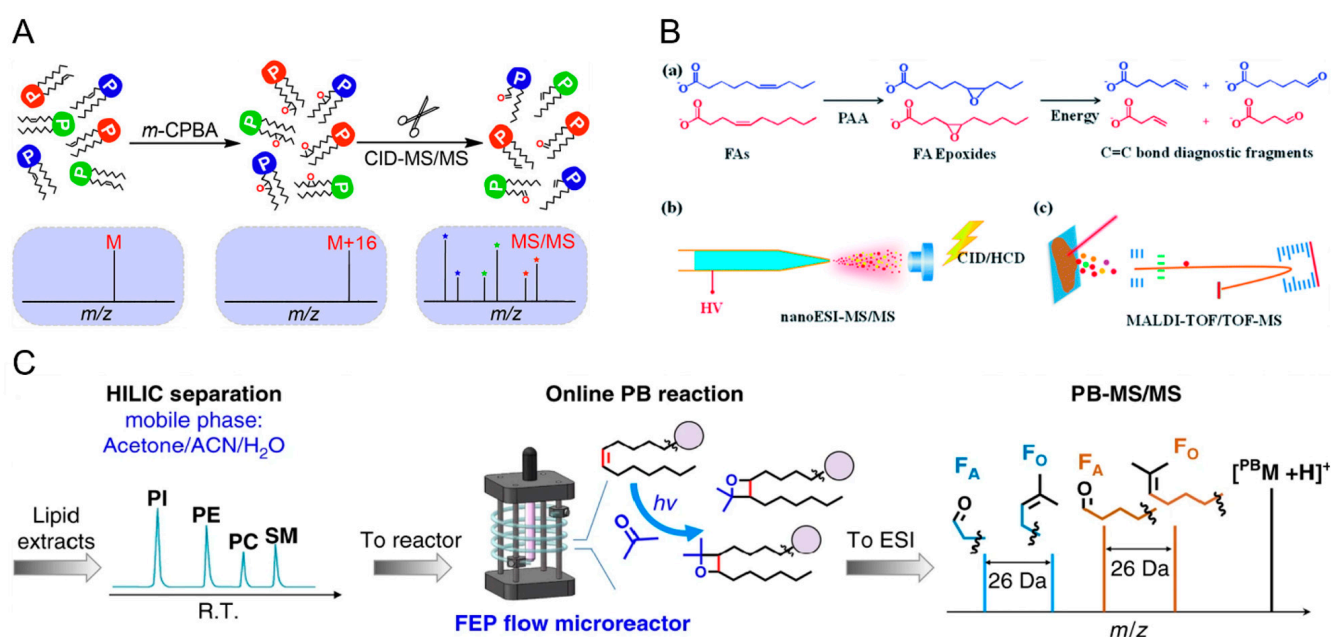 A
P
P
P
P
P
P
m-CPBA
P
P
P
P
P
P
CID-MS/MS
P
P
P
P
P
P
M
m/z
M+16
m/z
MS/MS
m/z
B
(a)
O
O
FAs
PAA
O
O
O
O
FA Epoxides
Energy
O
+
O
O
O
+
O
O
C=C bond diagnostic fragments
(b)
HV
nanoESI-MS/MS
CID/HCD
(c)
MALDI-TOF/TOF-MS
C
Lipid
extracts
HILIC separation
mobile phase:
Acetone/ACN/H2O
PI
PE
PC
SM
R.T.
To reactor
Online PB reaction
hv
O
O
O
FEP flow microreactor
To ESI
PB-MS/MS
FA
FO
FA
FO
O
O
[PBM +H]+
26 Da
26 Da
m/z